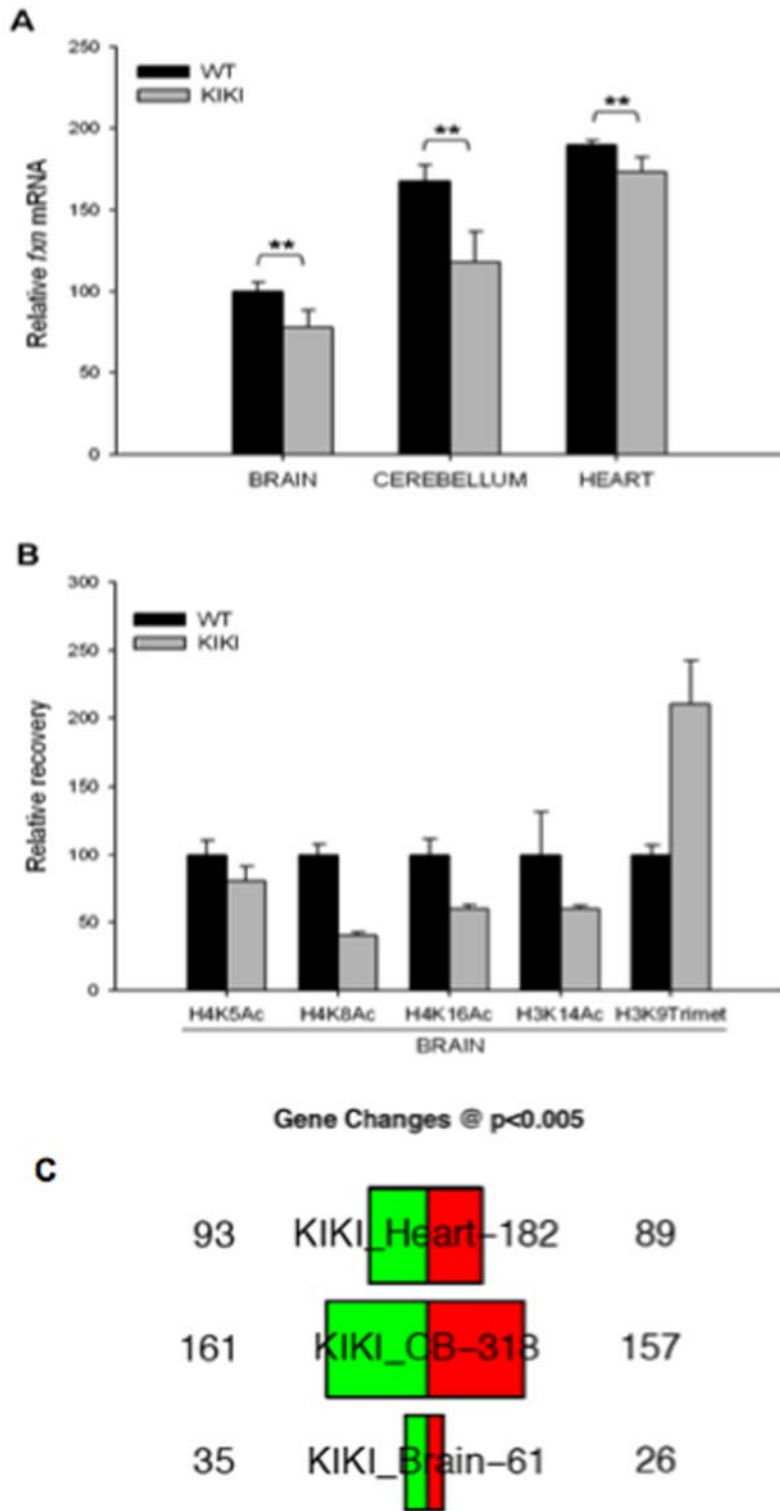 A
250
WT
KIKI
200
150
100
50
0
Relative fxn mRNA
**
**
**
BRAIN CEREBELLUM HEART
B
300
WT
KIKI
250
200
150
100
50
0
Relative recovery
H4K5Ac H4K8Ac H4K16Ac H3K14Ac H3K9Trimet
BRAIN
Gene Changes @ p<0.005
C
93 KIKI_Heart-182 89
161 KIKI_CB-318 157
35 KIKI_Brain-61 26